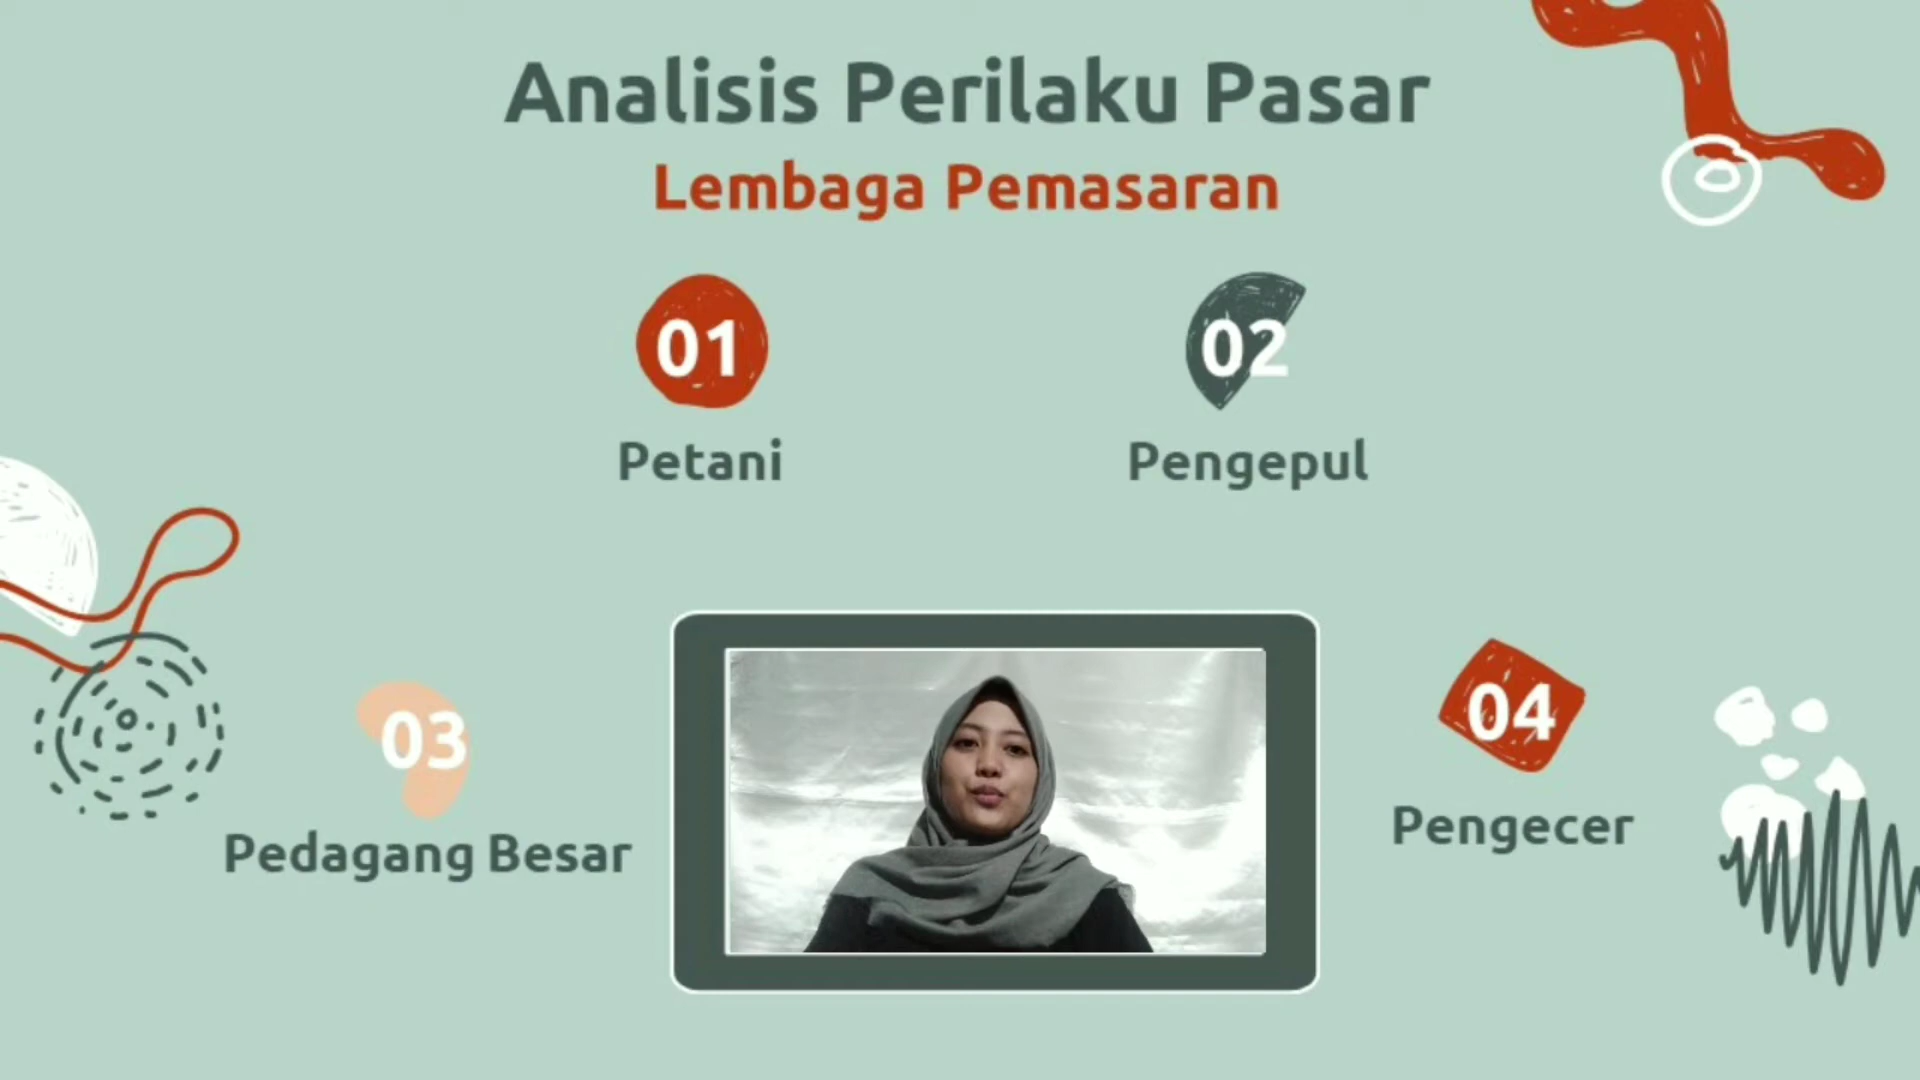 Analisis Perilaku Pasar
Lembaga Pemasaran
01
02
Petani
Pengepul
03
04
Pedagang Besar
Pengecer